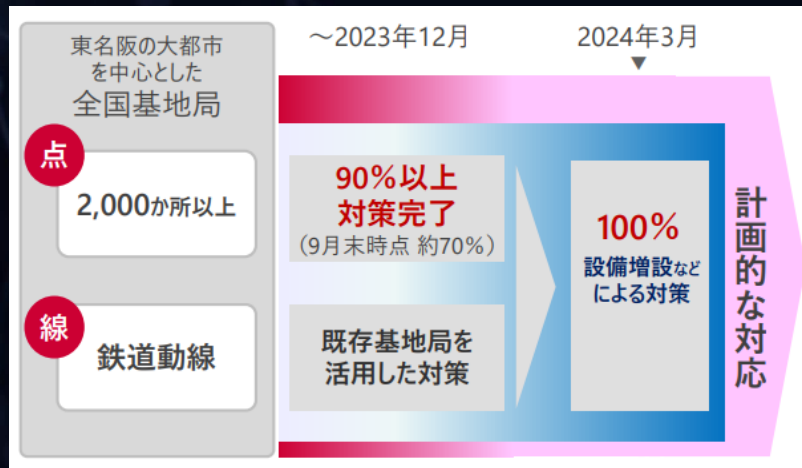 東名阪の大都市
を中心とした
全国基地局
点
2,000か所以上
線
鉄道動線
～2023年12月
2024年3月
▼
90%以上
対策完了
（9月末時点 約70%）
既存基地局を
活用した対策
100%
設備増設など
による対策
計画的な対応